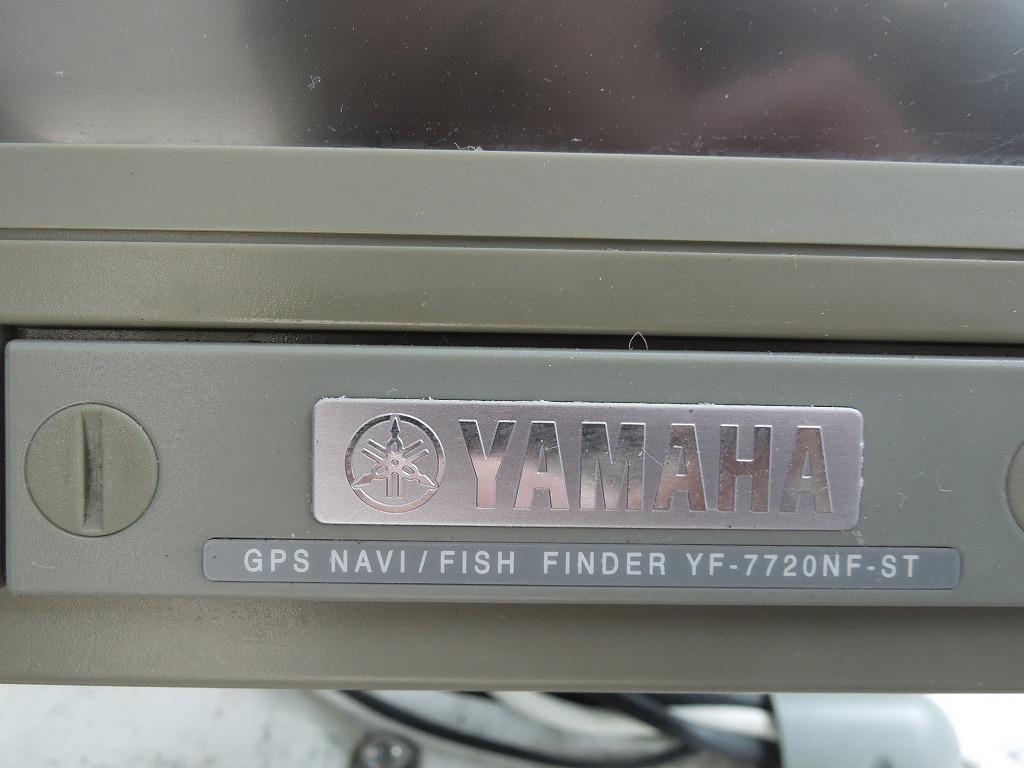 YAMAHA
GPS NAVI/FISH FINDER YF-7720NF-ST